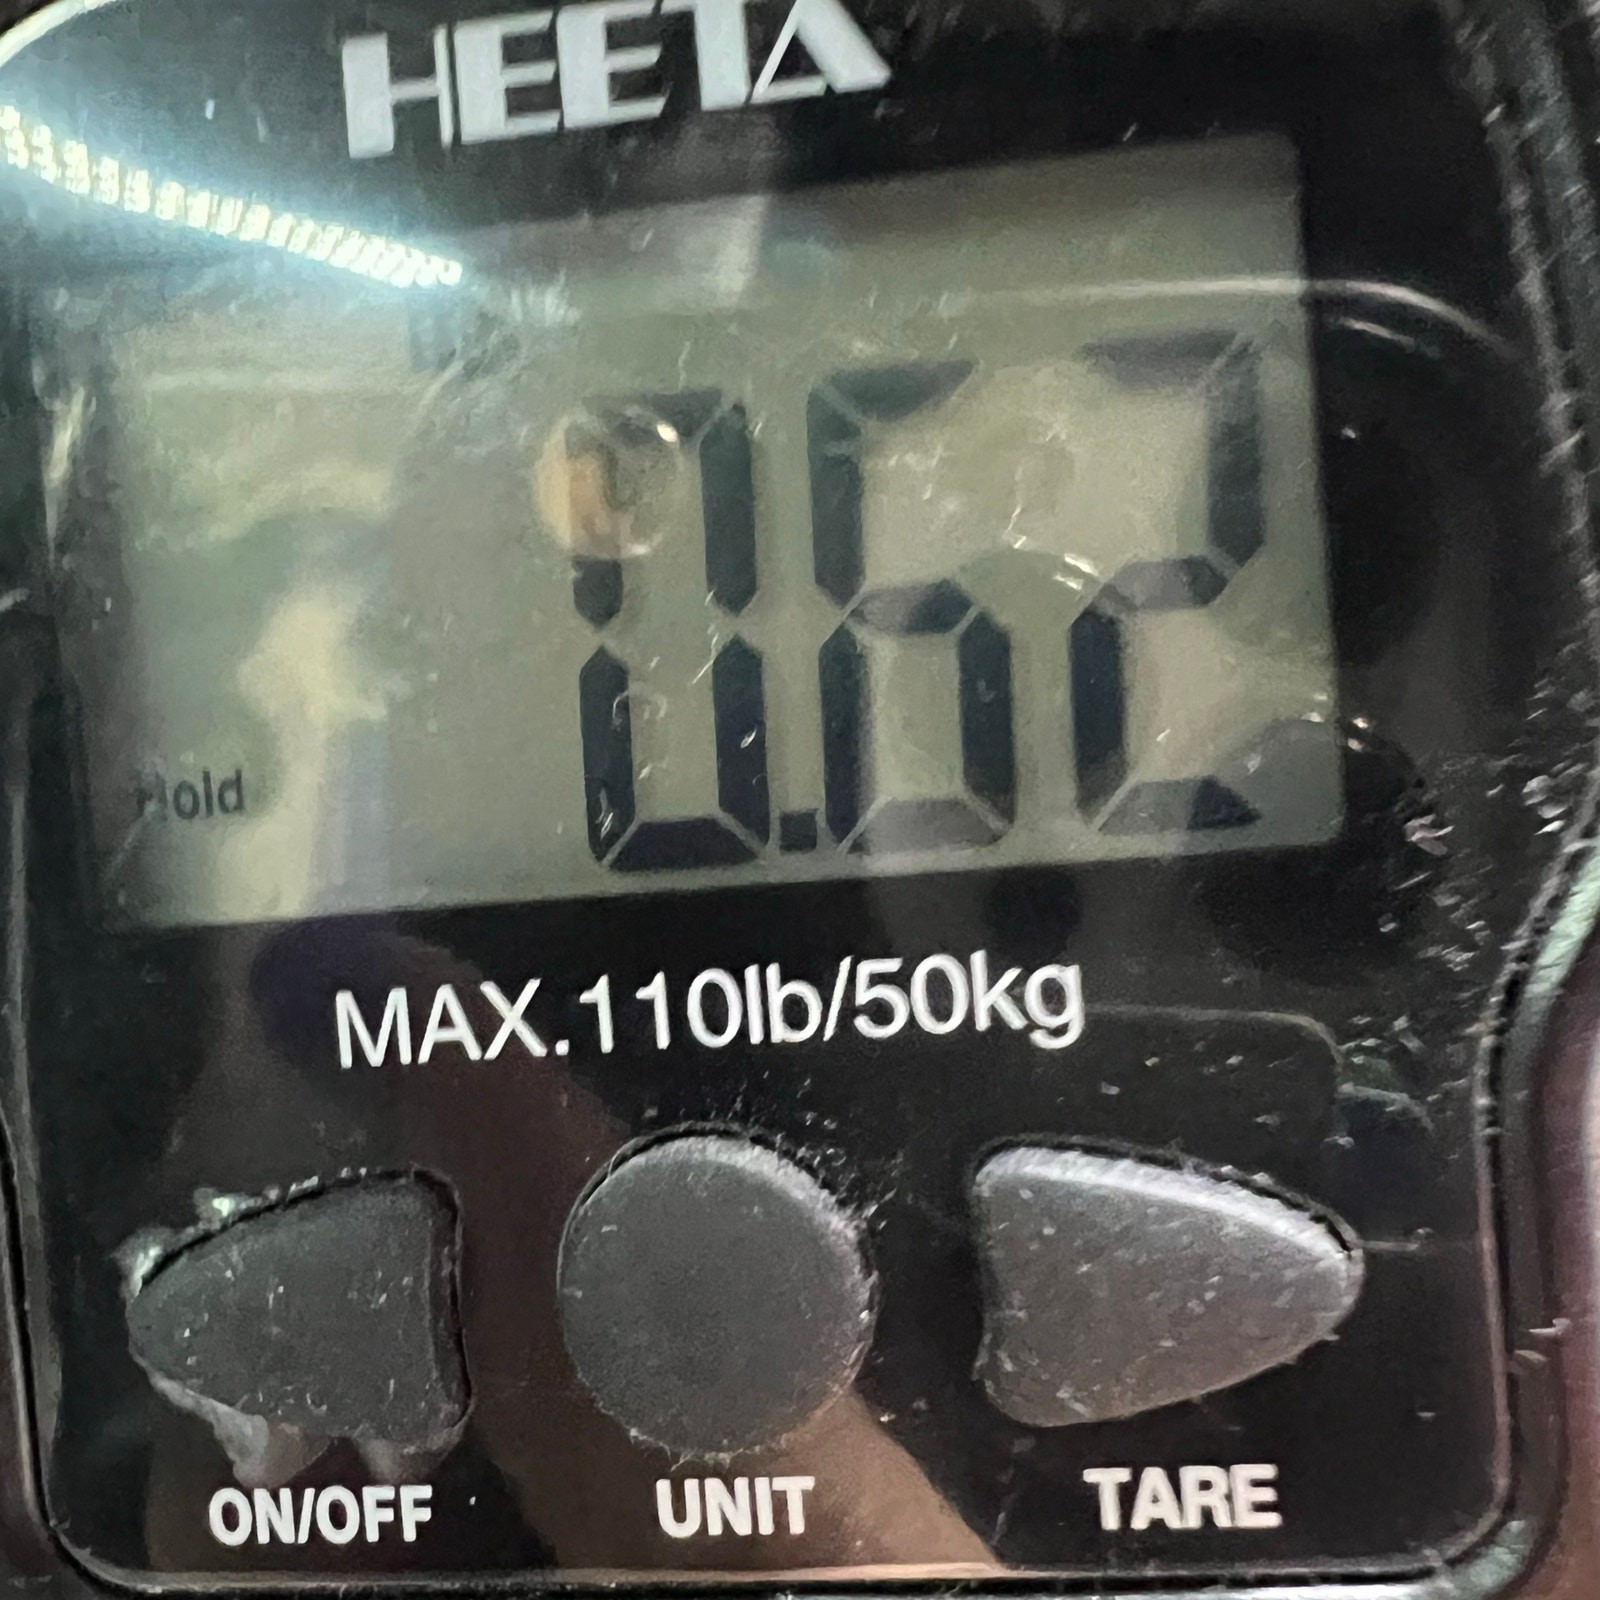 HEETA
0.62
Hold
MAX.110lb/50kg
ON/OFF UNIT TARE